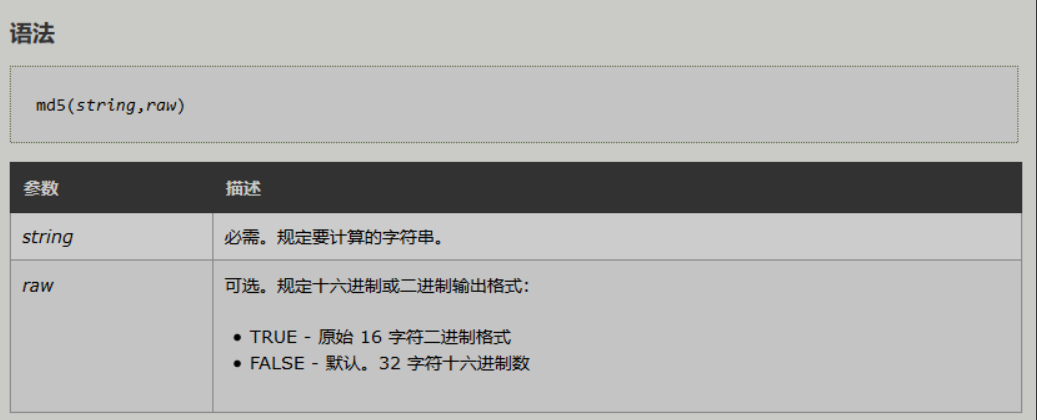 语法
md5(string,raw)
参数 描述
string 必需。规定要计算的字符串。
raw 可选。规定十六进制或二进制输出格式：
• TRUE - 原始 16 字符二进制格式
• FALSE - 默认。32 字符十六进制数